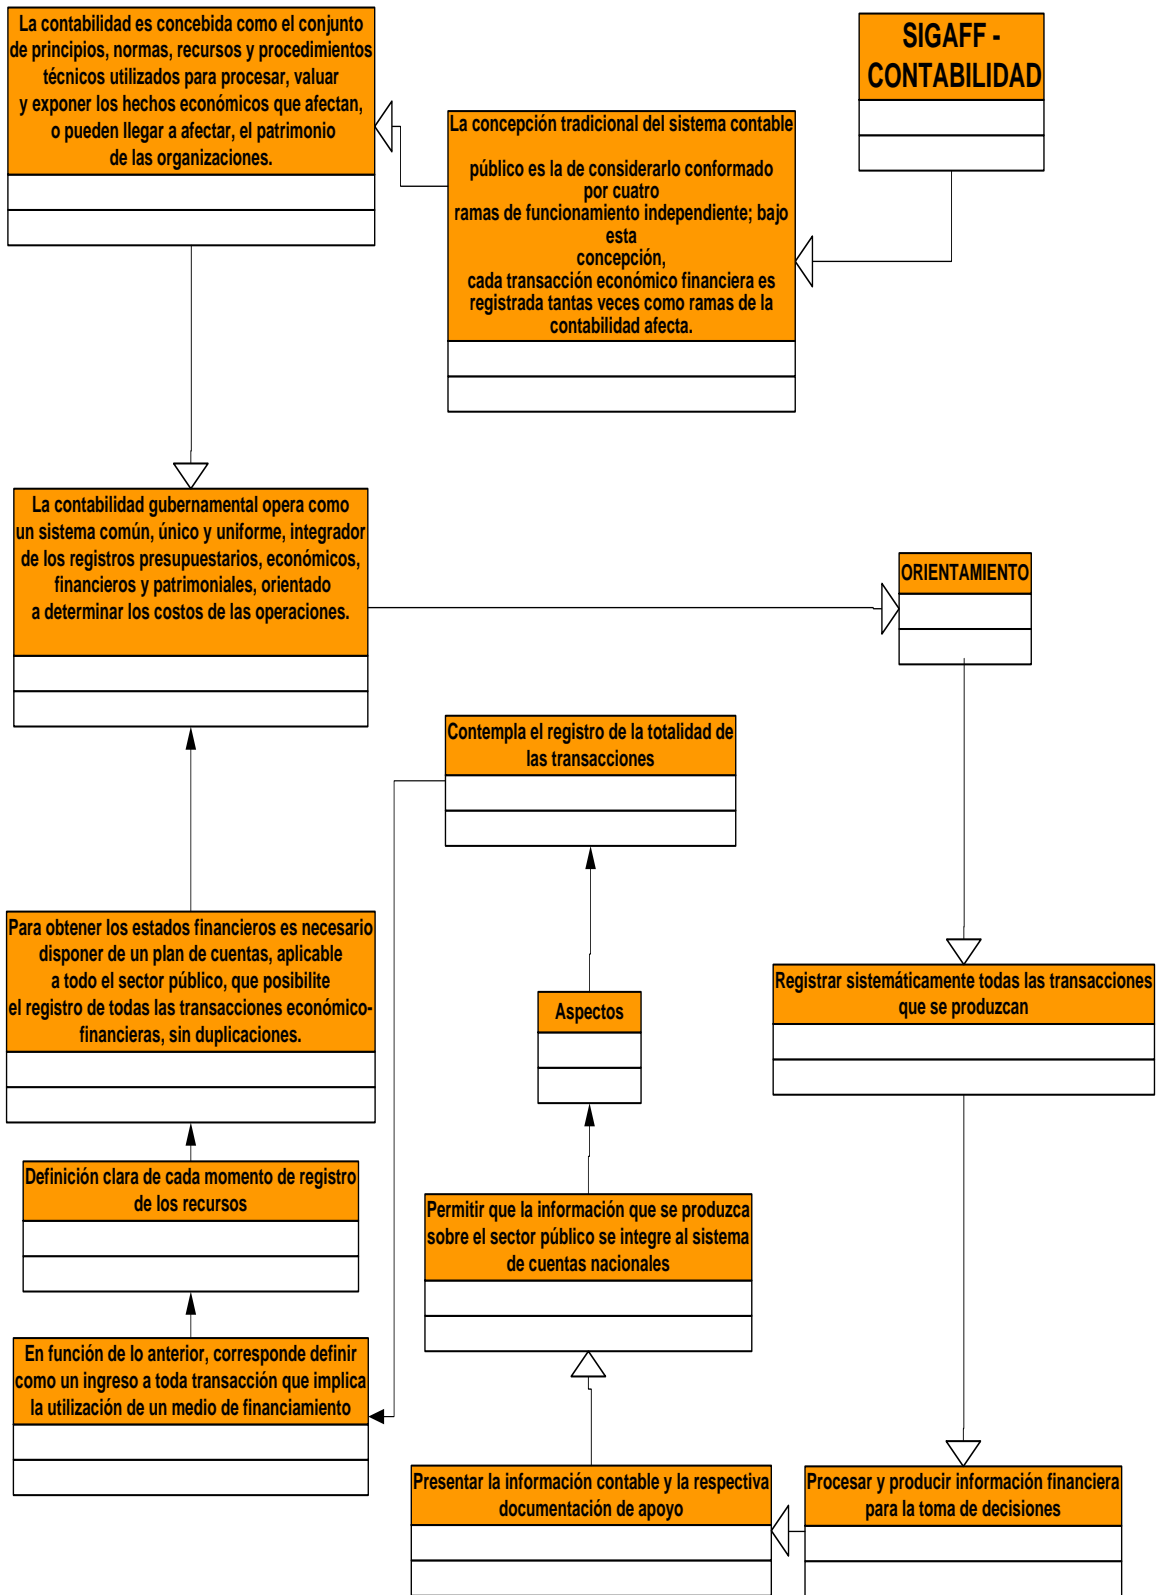 La contabilidad es concebida como el conjunto
de principios, normas, recursos y procedimientos
técnicos utilizados para procesar, valuar
y exponer los hechos económicos que afectan,
o pueden llegar a afectar, el patrimonio
de las organizaciones.
SIGAFF -
CONTABILIDAD
La concepción tradicional del sistema contable
público es la de considerarlo conformado
por cuatro
ramas de funcionamiento independiente; bajo
esta
concepción,
cada transacción económico financiera es
registrada tantas veces como ramas de la
contabilidad afecta.
La contabilidad gubernamental opera como
un sistema común, único y uniforme, integrador
de los registros presupuestarios, económicos,
financieros y patrimoniales, orientado
a determinar los costos de las operaciones.
ORIENTAMIENTO
Contempla el registro de la totalidad de
las transacciones
Para obtener los estados financieros es necesario
disponer de un plan de cuentas, aplicable
a todo el sector público, que posibilite
el registro de todas las transacciones económico-
financieras, sin duplicaciones.
Aspectos
Registrar sistemáticamente todas las transacciones
que se produzcan
Definición clara de cada momento de registro
de los recursos
Permitir que la información que se produzca
sobre el sector público se integre al sistema
de cuentas nacionales
En función de lo anterior, corresponde definir
como un ingreso a toda transacción que implica
la utilización de un medio de financiamiento
Presentar la información contable y la respectiva
documentación de apoyo
Procesar y producir información financiera
para la toma de decisiones